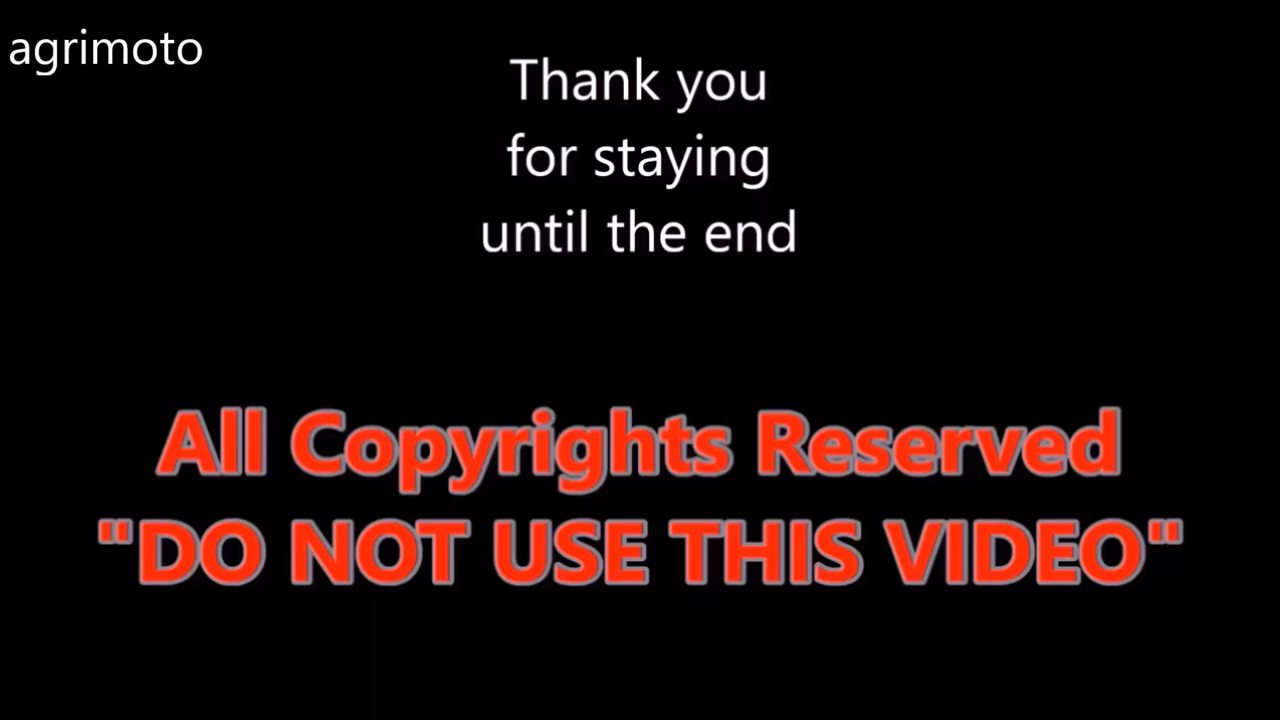 agrimoto
Thank you
for staying
until the end
All Copyrights Reserved
"DO NOT USE THIS VIDEO"